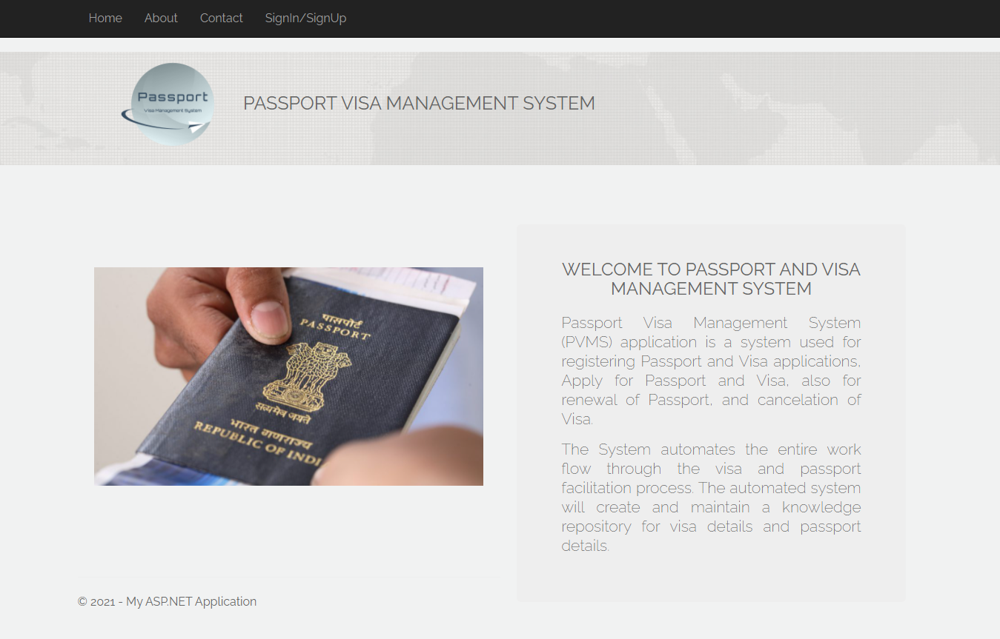 Home About Contact SignIn/SignUp
Passport
Visa Management System
PASSPORT VISA MANAGEMENT SYSTEM
पासपोर्ट
PASSPORT
सत्यमेव जयते
भारत गणराज्य
REPUBLIC OF INDI
WELCOME TO PASSPORT AND VISA
MANAGEMENT SYSTEM
Passport Visa Management System
(PVMS) application is a system used for
registering Passport and Visa applications,
Apply for Passport and Visa, also for
renewal of Passport, and cancelation of
Visa.
The System automates the entire work
flow through the visa and passport
facilitation process. The automated system
will create and maintain a knowledge
repository for visa details and passport
details.
© 2021 - My ASP.NET Application